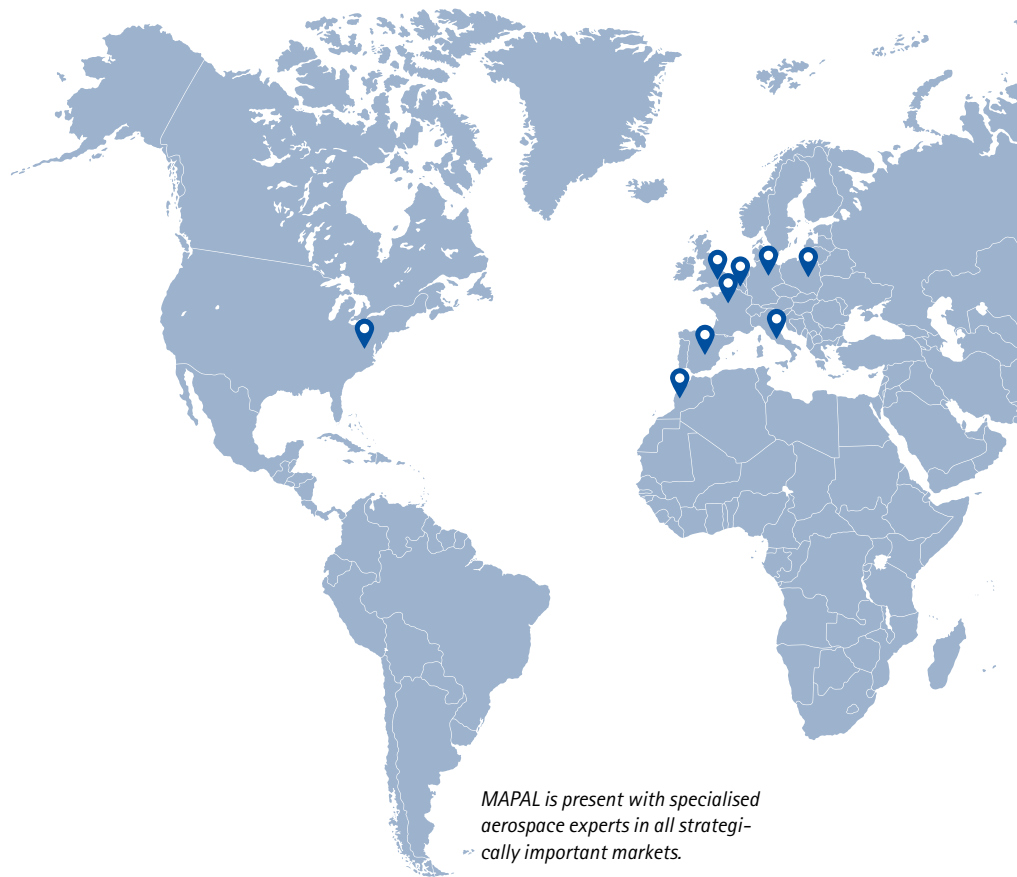 MAPAL is present with specialised
aerospace experts in all strategi-
cally important markets.